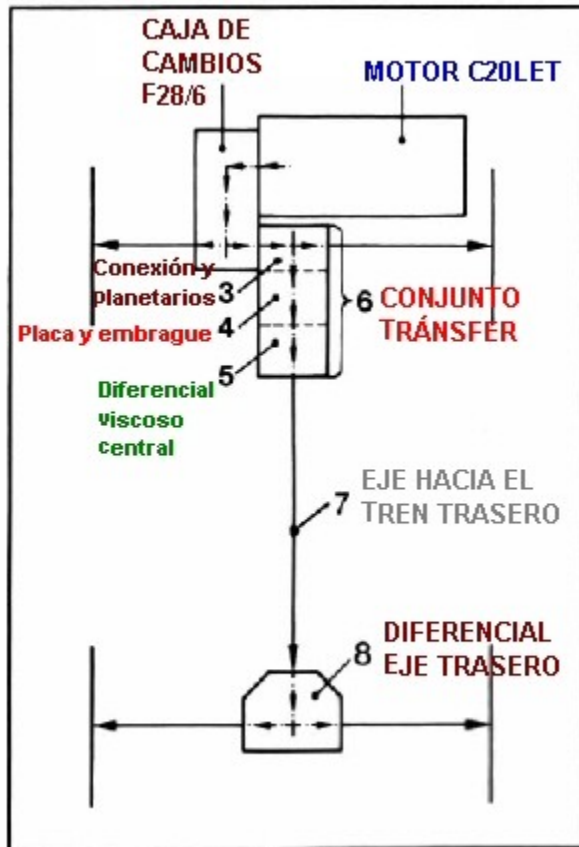 CAJA DE
CAMBIOS
F28/6
MOTOR C20LET
Conexión y
planetarios 3
Placa y embrague 4
5
Diferencial
viscoso
central
6 CONJUNTO
TRÁNSFER
7 EJE HACIA EL
TREN TRASERO
8 DIFERENCIAL
EJE TRASERO